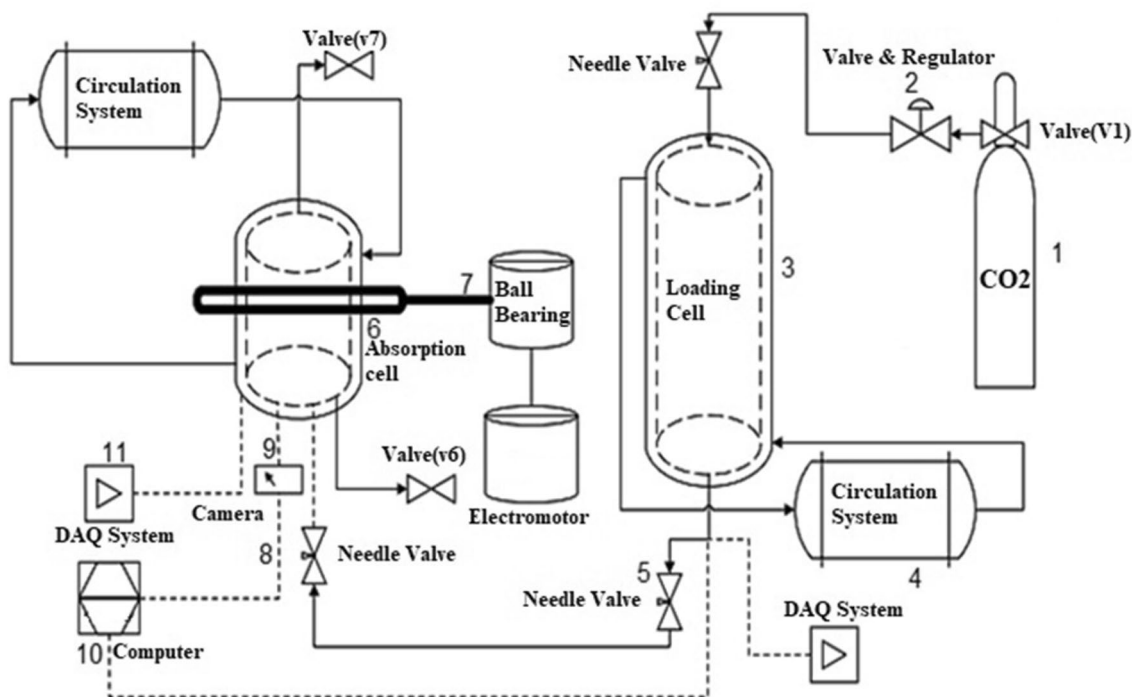 Valve(v7)
Circulation
System
Needle Valve
Valve & Regulator
2
Valve(V1)
3
1
CO2
Loading
Cell
7
Ball
Bearing
6
Absorption
cell
11
9
Valve(v6)
Camera
Electromotor
DAQ System
8
Needle Valve
5
Needle Valve
Circulation
System
4
DAQ System
10
Computer